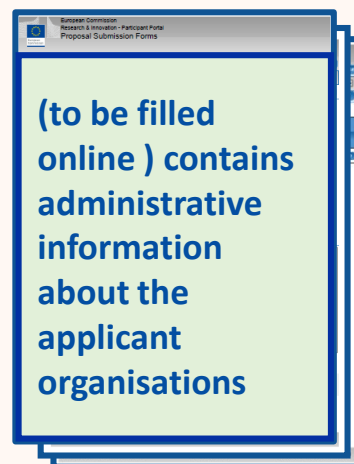 European Commission
Research & Innovation - Participant Portal
Proposal Submission Forms
(to be filled
online ) contains
administrative
information
about the
applicant
organisations